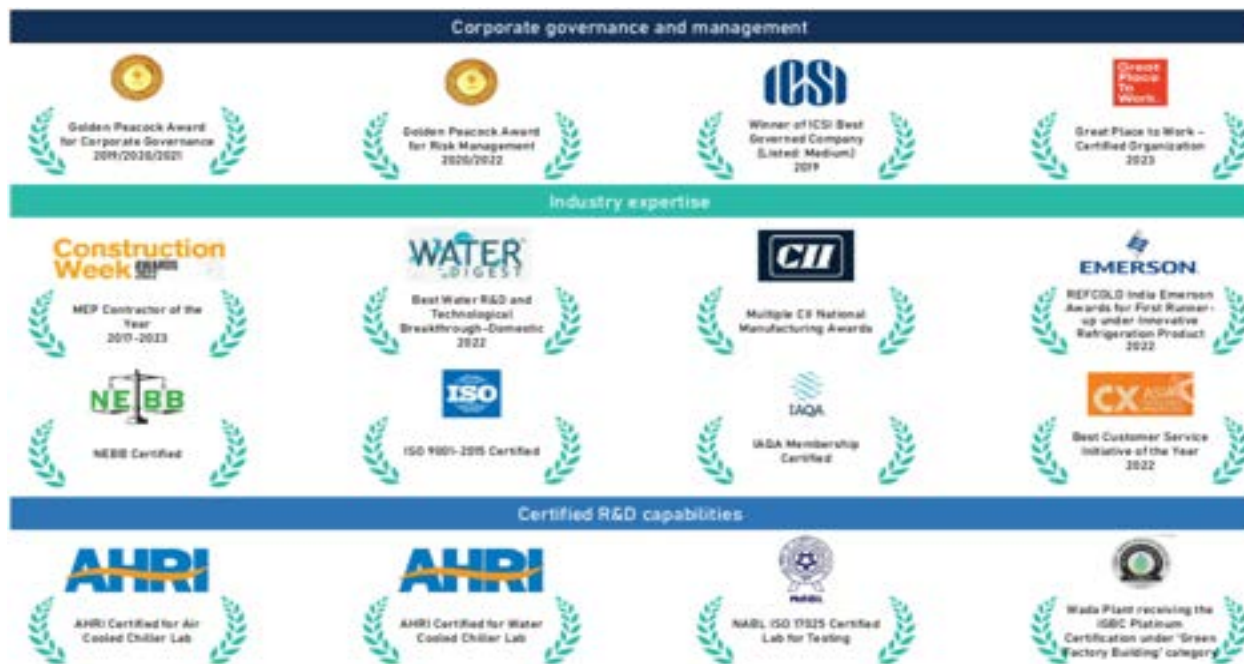 Corporate governance and management
Golden Peacock Award
for Corporate Governance
2019/2020/2021
Golden Peacock Award
for Risk Management
2020/2022
ICSI
Winner of ICSI Best
Governed Company
(Listed: Medium)
2019
Great
Place
To
Work.
Great Place to Work -
Certified Organization
2023
Industry expertise
Construction
Week AWARDS
MEP Contractor of the
Year
2017-2023
WATER
DIGEST
Best Water R&D and
Technological
Breakthrough-Domestic
2022
CII
Multiple CII National
Manufacturing Awards
EMERSON
REFCOLD India Emerson
Awards for First Runner-
up under Innovative
Refrigeration Product
2022
NEBB
NEBB Certified
ISO
ISO 9001-2015 Certified
IAQA
IAQA Membership
Certified
CX ASIA
Best Customer Service
Initiative of the Year
2022
Certified R&D capabilities
AHRI
AHRI Certified for Air
Cooled Chiller Lab
AHRI
AHRI Certified for Water
Cooled Chiller Lab
NABL
NABL ISO 17025 Certified
Lab for Testing
Wada Plant receiving the
IGBC Platinum
Certification under 'Green
Factory Building' category